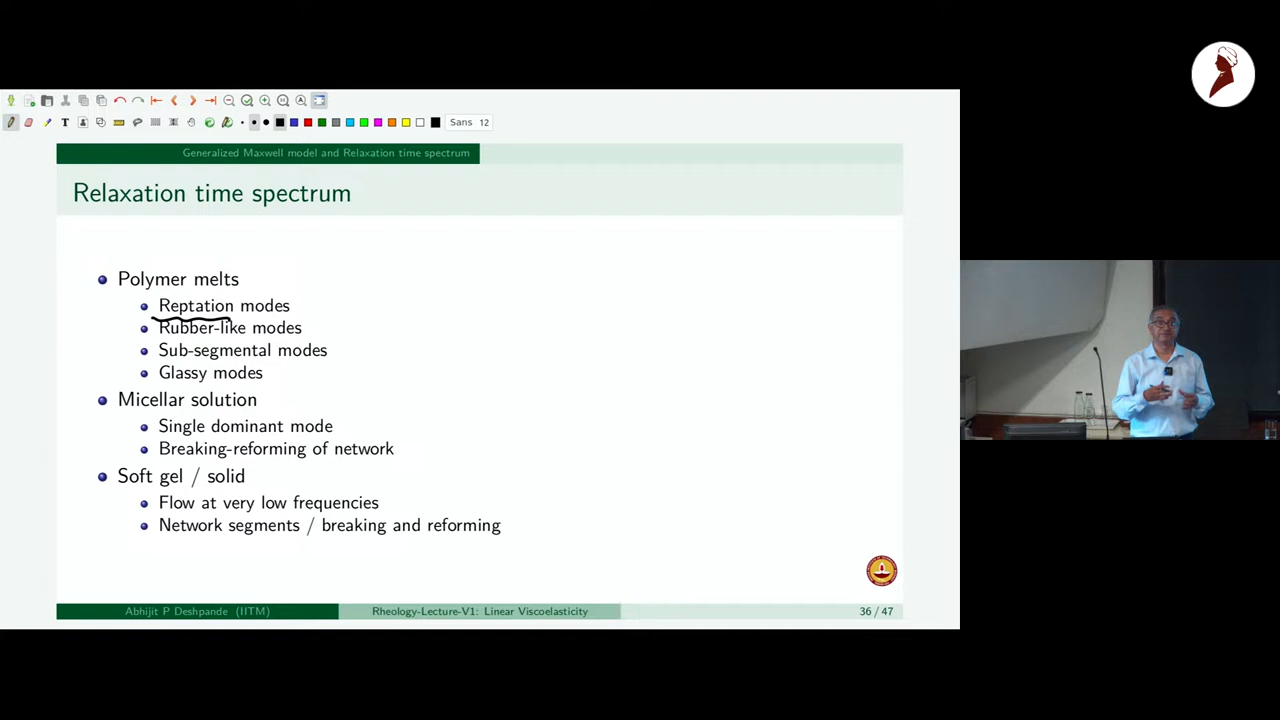 Sans 12
Generalized Maxwell model and Relaxation time spectrum
Relaxation time spectrum
Polymer melts
Reptation modes
Rubber-like modes
Sub-segmental modes
Glassy modes
Micellar solution
Single dominant mode
Breaking-reforming of network
Soft gel / solid
Flow at very low frequencies
Network segments / breaking and reforming
Abhijit P Deshpande (IITM) Rheology-Lecture-V1: Linear Viscoelasticity 36 / 47